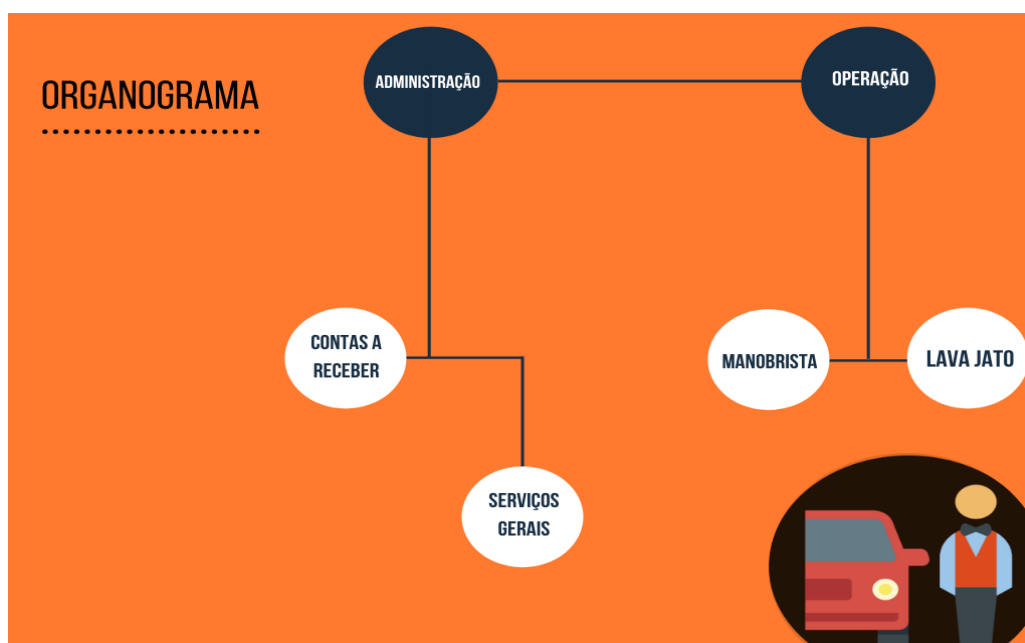 ORGANOGRAMA
ADMINISTRAÇÃO
OPERAÇÃO
CONTAS A
RECEBER
MANOBRISTA
LAVA JATO
SERVIÇOS
GERAIS